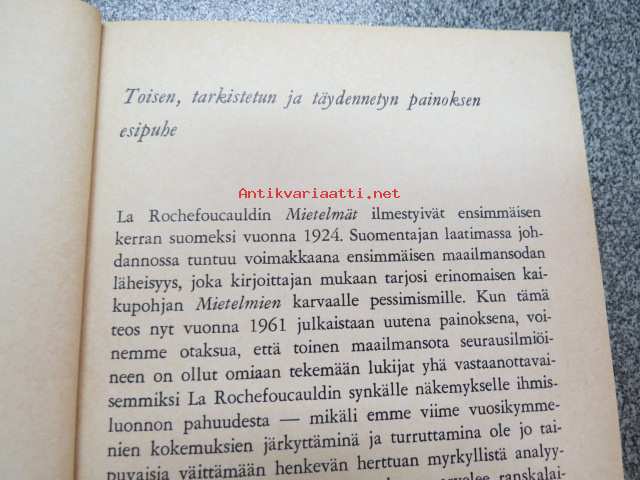 Toisen, tarkistetun ja täydennetyn painoksen
esipuhe
Antikvariaatti.net
La Rochefoucauldin Mietelmät ilmestyivät ensimmäisen
kerran suomeksi vuonna 1924. Suomentajan laatimassa joh-
dannossa tuntuu voimakkaana ensimmäisen maailmansodan
läheisyys, joka kirjoittajan mukaan tarjosi erinomaisen kai-
kupohjan Mietelmien karvaalle pessimismille. Kun tämä
teos nyt vuonna 1961 julkaistaan uutena painoksena, voi-
nemme otaksua, että toinen maailmansota seurausilmiöi-
neen on ollut omiaan tekemään lukijat yhä vastaanottavai-
semmiksi La Rochefoucauldin synkälle näkemykselle ihmis-
luonnon pahuudesta — mikäli emme viime vuosikymme-
nien kokemuksien järkyttäminä ja turruttamina ole jo tai-
puvaisia väittämään henkevän herttuan myrkyllistä analyy-
ranskalai-